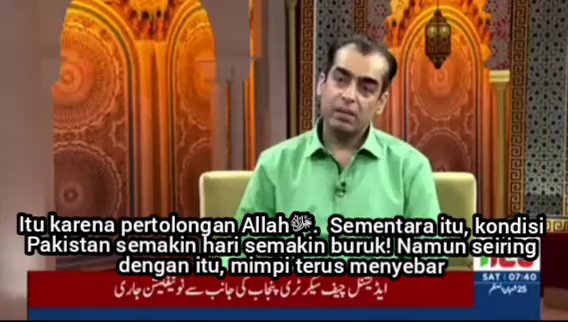 Itu karena pertolongan Allahﷻ. Sementara itu, kondisi
Pakistan semakin hari semakin buruk! Namun seiring
dengan itu, mimpi terus menyebar
SAT 07:40
ایڈیشنل چیف سیکرٹری پنجاب کی جانب سے نوٹیفکیشن جاری